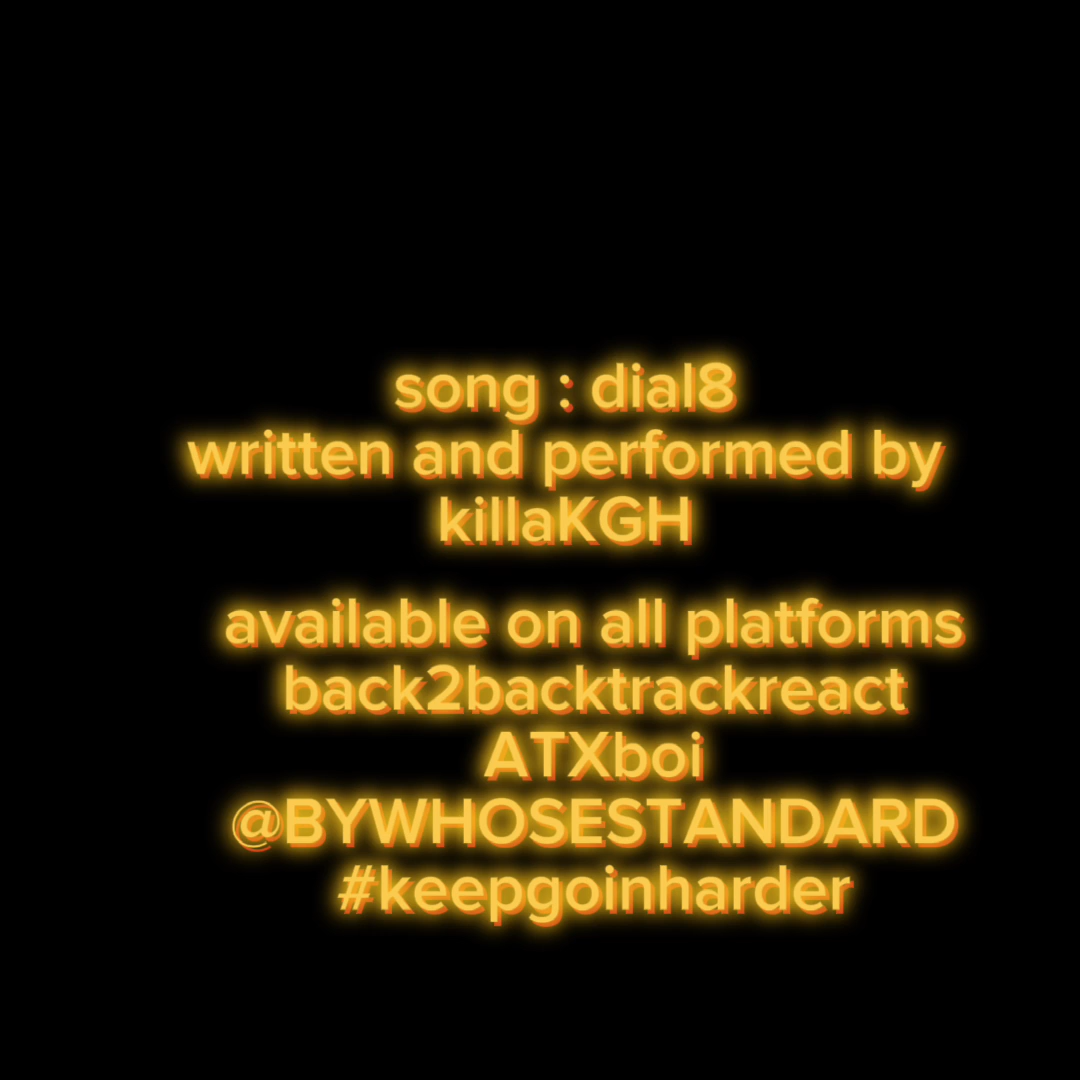 song : dial8
written and performed by
killaKGH
available on all platforms
back2backtrackreact
ATXboi
@BYWHOSESTANDARD
#keepgoinharder